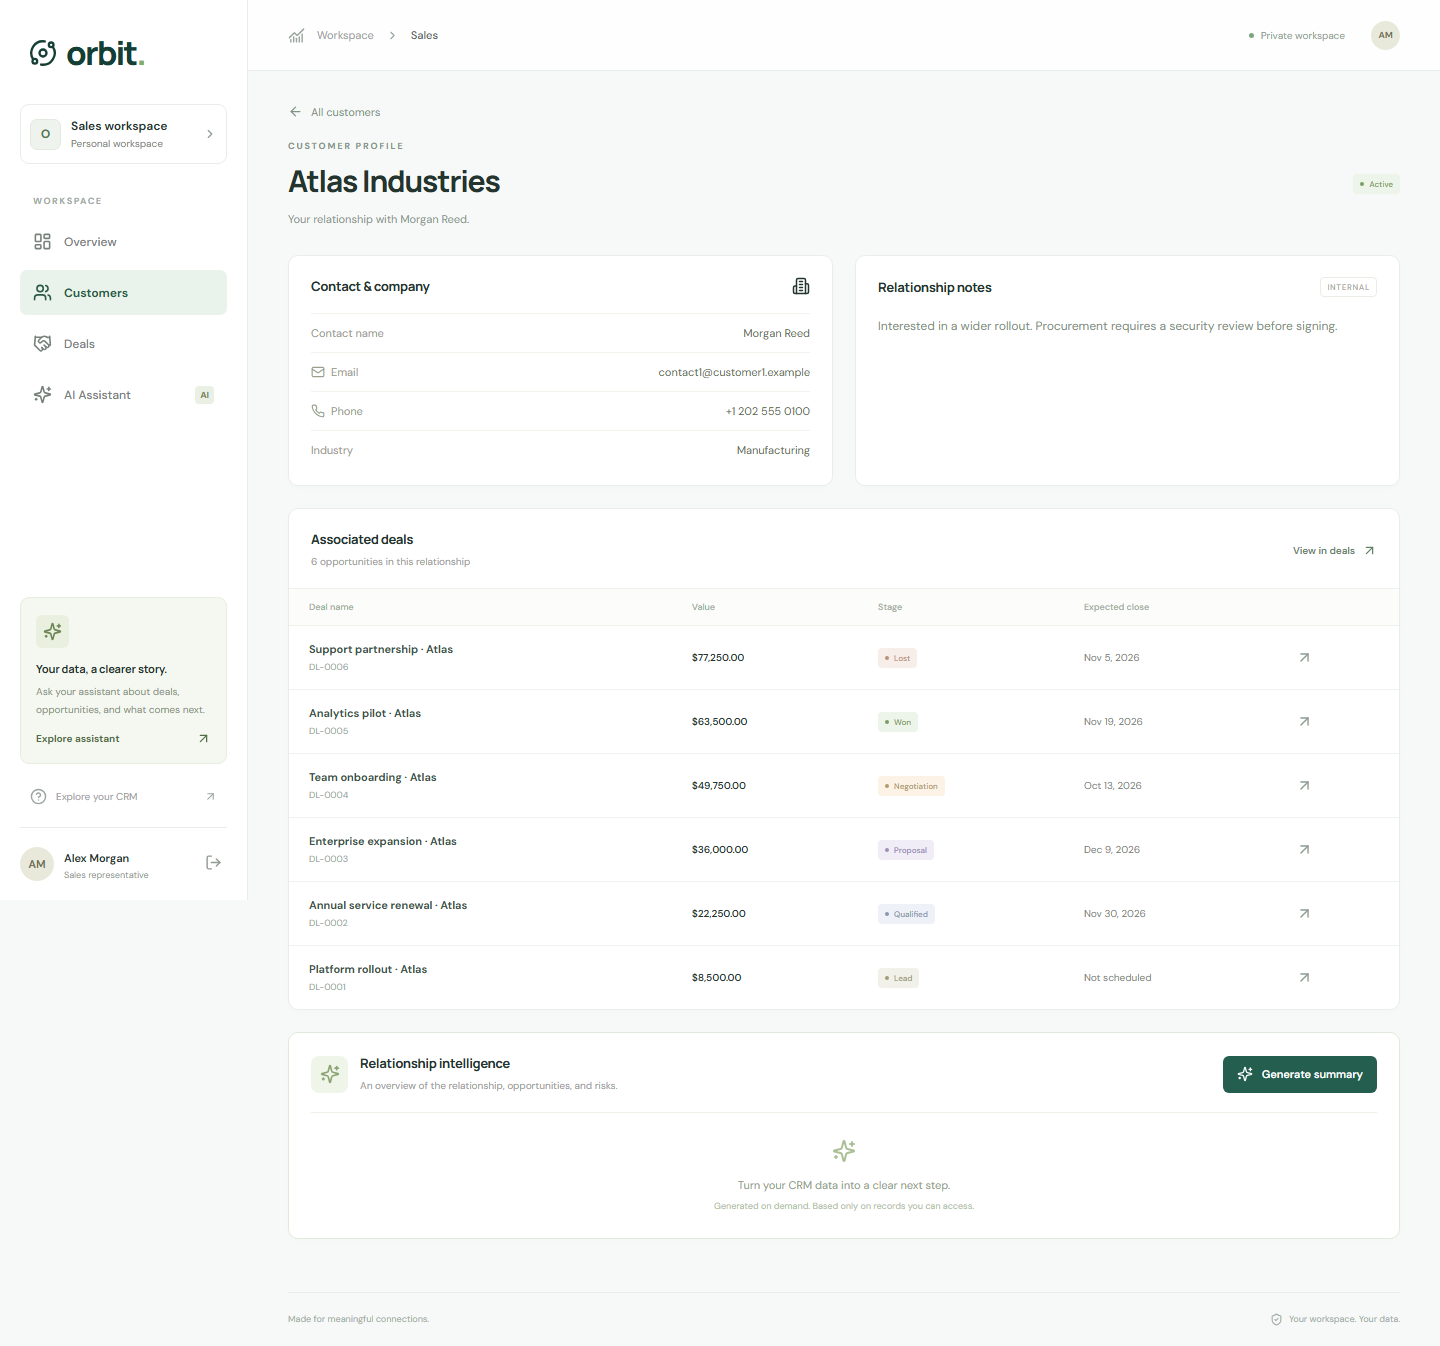 orbit.
O
Sales workspace
Personal workspace
WORKSPACE
Overview
Customers
Deals
AI Assistant
AI
Your data, a clearer story.
Ask your assistant about deals,
opportunities, and what comes next.
Explore assistant
Explore your CRM
AM
Alex Morgan
Sales representative
Workspace
Sales
Private workspace
AM
All customers
CUSTOMER PROFILE
Atlas Industries
Active
Your relationship with Morgan Reed.
Contact & company
Contact name Morgan Reed
Email contact1@customer1.example
Phone +1 202 555 0100
Industry Manufacturing
Relationship notes
INTERNAL
Interested in a wider rollout. Procurement requires a security review before signing.
Associated deals
6 opportunities in this relationship
View in deals
Deal name Value Stage Expected close
Support partnership · Atlas
DL-0006
$77,250.00 Lost Nov 5, 2026
Analytics pilot · Atlas
DL-0005
$63,500.00 Won Nov 19, 2026
Team onboarding · Atlas
DL-0004
$49,750.00 Negotiation Oct 13, 2026
Enterprise expansion · Atlas
DL-0003
$36,000.00 Proposal Dec 9, 2026
Annual service renewal · Atlas
DL-0002
$22,250.00 Qualified Nov 30, 2026
Platform rollout · Atlas
DL-0001
$8,500.00 Lead Not scheduled
Relationship intelligence
An overview of the relationship, opportunities, and risks.
Generate summary
Turn your CRM data into a clear next step.
Generated on demand. Based only on records you can access.
Made for meaningful connections.
Your workspace. Your data.